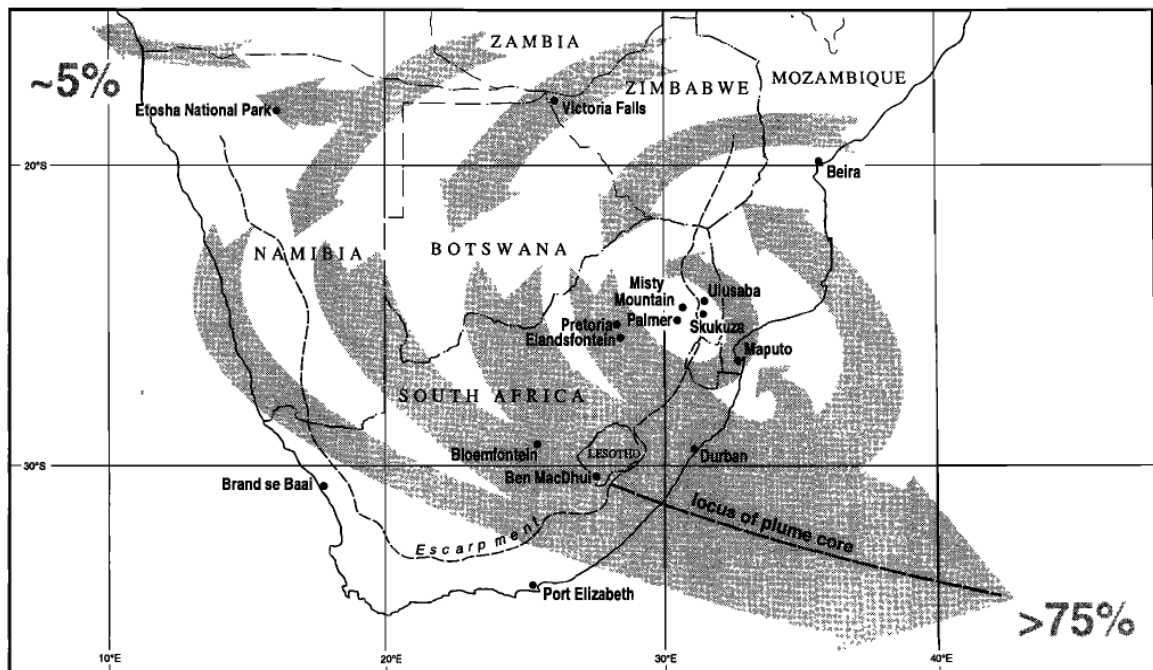 ZAMBIA
MOZAMBIQUE
ZIMBABWE
~5%
Etosha National Park
Victoria Falls
20°S
Beira
NAMIBIA
BOTSWANA
Misty
Mountain
Ulusaba
Palmer
Skukuza
Pretoria
Elandsfontein
Maputo
SOUTH AFRICA
Bloemfontein
LESOTHO
Durban
30°S
Ben MacDhui
Brand se Baai
locus of plume core
Escarpment
Port Elizabeth
>75%
10°E
20°E
30°E
40°E